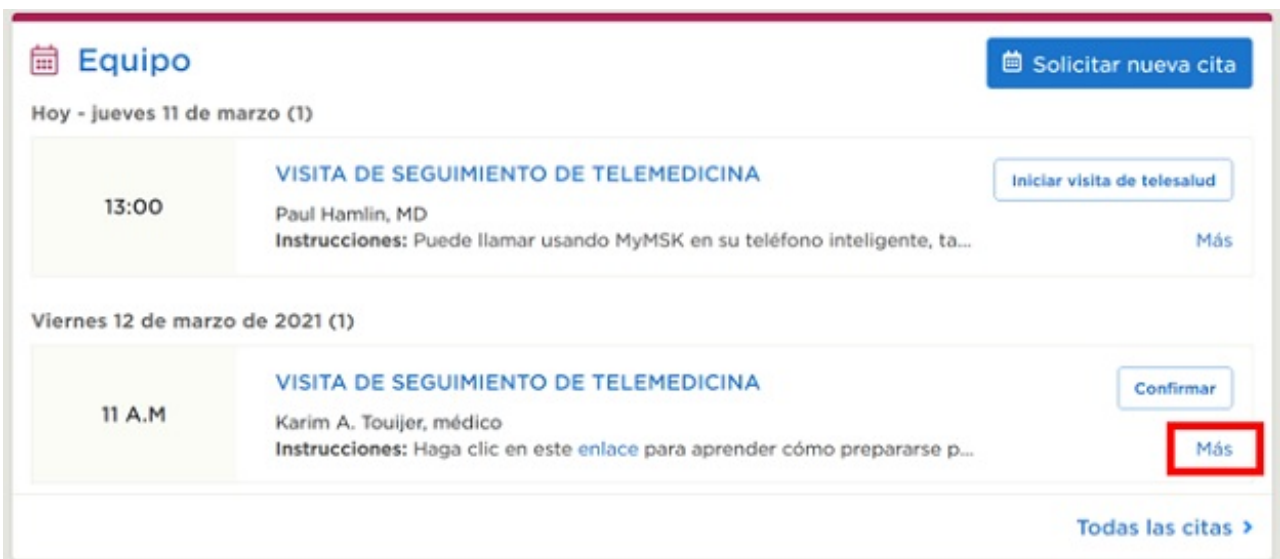 Equipo
Solicitar nueva cita
Hoy - jueves 11 de marzo (1)
13:00
VISITA DE SEGUIMIENTO DE TELEMEDICINA
Iniciar visita de telesalud
Paul Hamlin, MD
Instrucciones: Puede llamar usando MyMSK en su teléfono inteligente, ta...
Más
Viernes 12 de marzo de 2021 (1)
11 A.M
VISITA DE SEGUIMIENTO DE TELEMEDICINA
Confirmar
Karim A. Touijer, médico
Instrucciones: Haga clic en este enlace para aprender cómo prepararse p...
Más
Todas las citas >